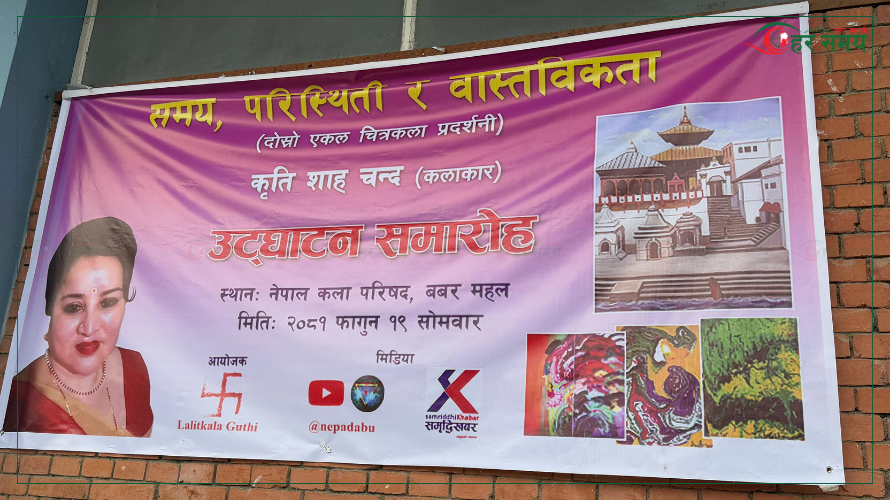 हर समय
समय, परिस्थिती र वास्तविकता
(दोस्रो एकल चित्रकला प्रदर्शनी)
कृति शाह चन्द (कलाकार)
उद्घाटन समारोह
स्थानः नेपाल कला परिषद, बबर महल
मितिः २०८१ फागुन १९ सोमवार
आयोजक
Lalitkala Guthi
मिडिया
@nepadabu
samriddhiKhabar
समृद्धिखबर